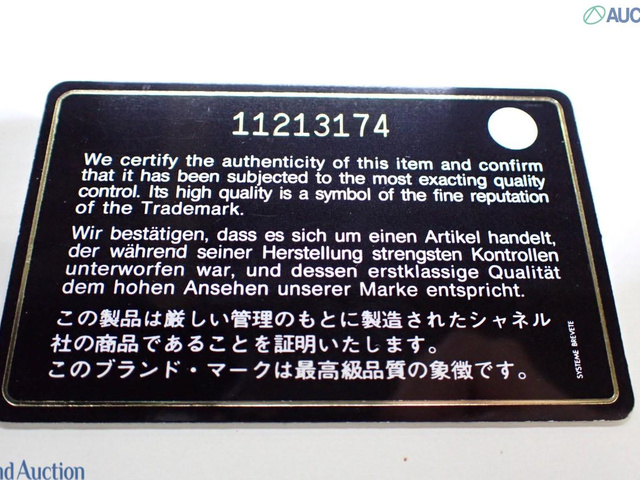 AUC
11213174
We certify the authenticity of this item and confirm
that it has been subjected to the most exacting quality
control. Its high quality is a symbol of the fine reputation
of the Trademark.
Wir bestätigen, dass es sich um einen Artikel handelt,
der während seiner Herstellung strengsten Kontrollen
unterworfen war, und dessen erstklassige Qualität
dem hohen Ansehen unserer Marke entspricht.
この製品は厳しい管理のもとに製造されたシャネル
社の商品であることを証明いたします。
このブランド・マークは最高級品質の象徴です。
SYSTEME BREVETE
nd Auction